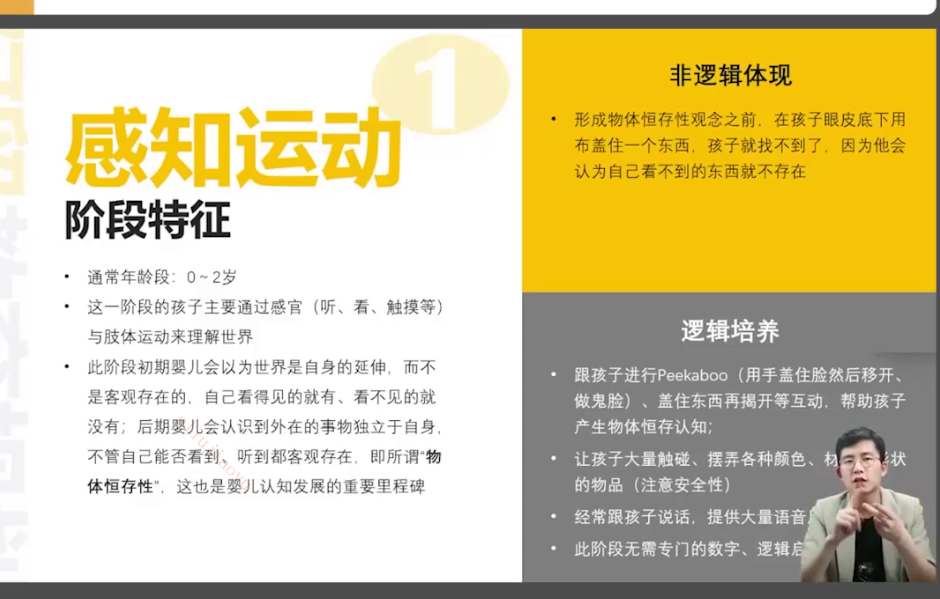 1
感知运动
阶段特征
• 通常年龄段：0～2岁
• 这一阶段的孩子主要通过感官（听、看、触摸等）
与肢体运动来理解世界
• 此阶段初期婴儿会以为世界是自身的延伸，而不
是客观存在的，自己看得见的就有、看不见的就
没有；后期婴儿会认识到外在的事物独立于自身，
不管自己能否看到、听到都客观存在，即所谓“物
体恒存性”，这也是婴儿认知发展的重要里程碑
非逻辑体现
• 形成物体恒存性观念之前，在孩子眼皮底下用
布盖住一个东西，孩子就找不到了，因为他会
认为自己看不到的东西就不存在
逻辑培养
• 跟孩子进行Peekaboo（用手盖住脸然后移开、
做鬼脸）、盖住东西再揭开等互动，帮助孩子
产生物体恒存认知；
• 让孩子大量触碰、摆弄各种颜色、材 形状
的物品（注意安全性）
• 经常跟孩子说话，提供大量语音
• 此阶段无需专门的数字、逻辑启